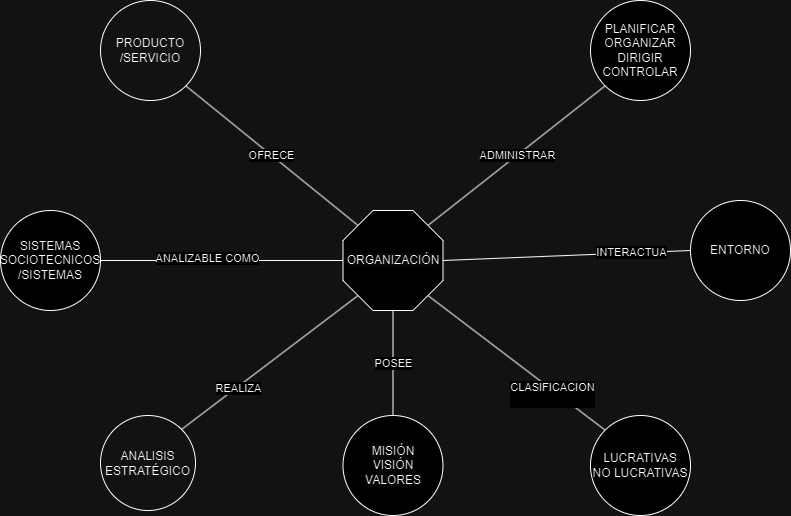 PRODUCTO
/SERVICIO
PLANIFICAR
ORGANIZAR
DIRIGIR
CONTROLAR
OFRECE
ADMINISTRAR
SISTEMAS
SOCIOTECNICOS
/SISTEMAS
ANALIZABLE COMO
ORGANIZACIÓN
INTERACTUA
ENTORNO
REALIZA
POSEE
CLASIFICACION
ANALISIS
ESTRATÉGICO
MISIÓN
VISIÓN
VALORES
LUCRATIVAS
NO LUCRATIVAS